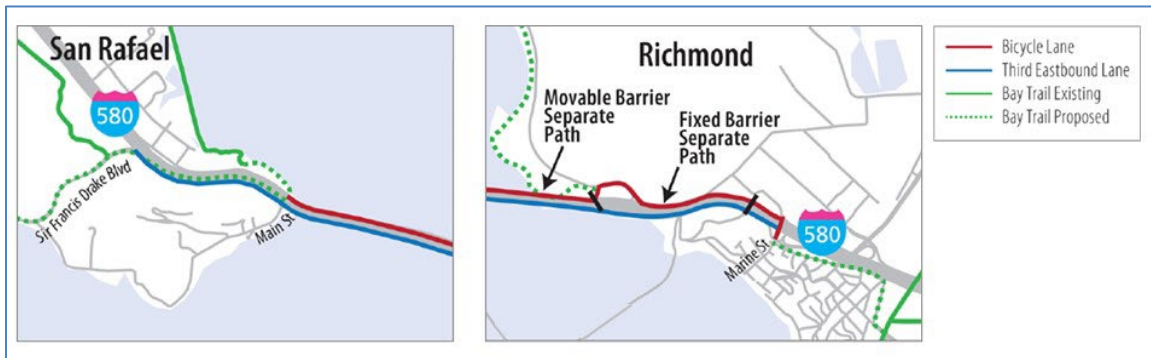 San Rafael
580
Sir Francis Drake Blvd
Main St
Richmond
Movable Barrier
Separate
Path
Fixed Barrier
Separate
Path
Marine St
580
Bicycle Lane
Third Eastbound Lane
Bay Trail Existing
Bay Trail Proposed